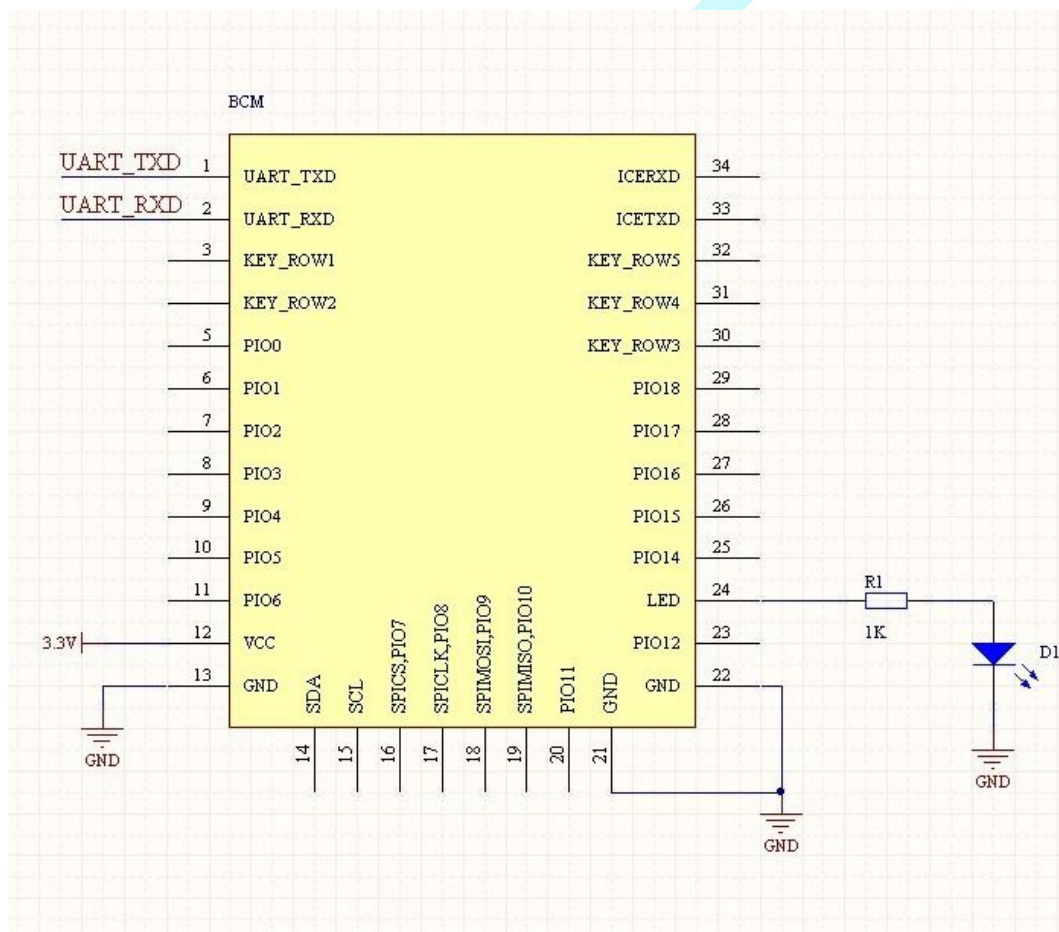 BCM
UART_TXD 1 UART_TXD
UART_RXD 2 UART_RXD
3 KEY_ROW1
KEY_ROW2
5 PIO0
6 PIO1
7 PIO2
8 PIO3
9 PIO4
10 PIO5
11 PIO6
3.3V 12 VCC
13 GND
GND
14 SDA
15 SCL
16 SPICS,PIO7
17 SPICLK,PIO8
18 SPIMOSI,PIO9
19 SPIMISO,PIO10
20 PIO11
21 GND
ICERXD 34
ICETXD 33
KEY_ROW5 32
KEY_ROW4 31
KEY_ROW3 30
PIO18 29
PIO17 28
PIO16 27
PIO15 26
PIO14 25
LED 24
PIO12 23
GND 22
GND
R1
1K
D1
GND